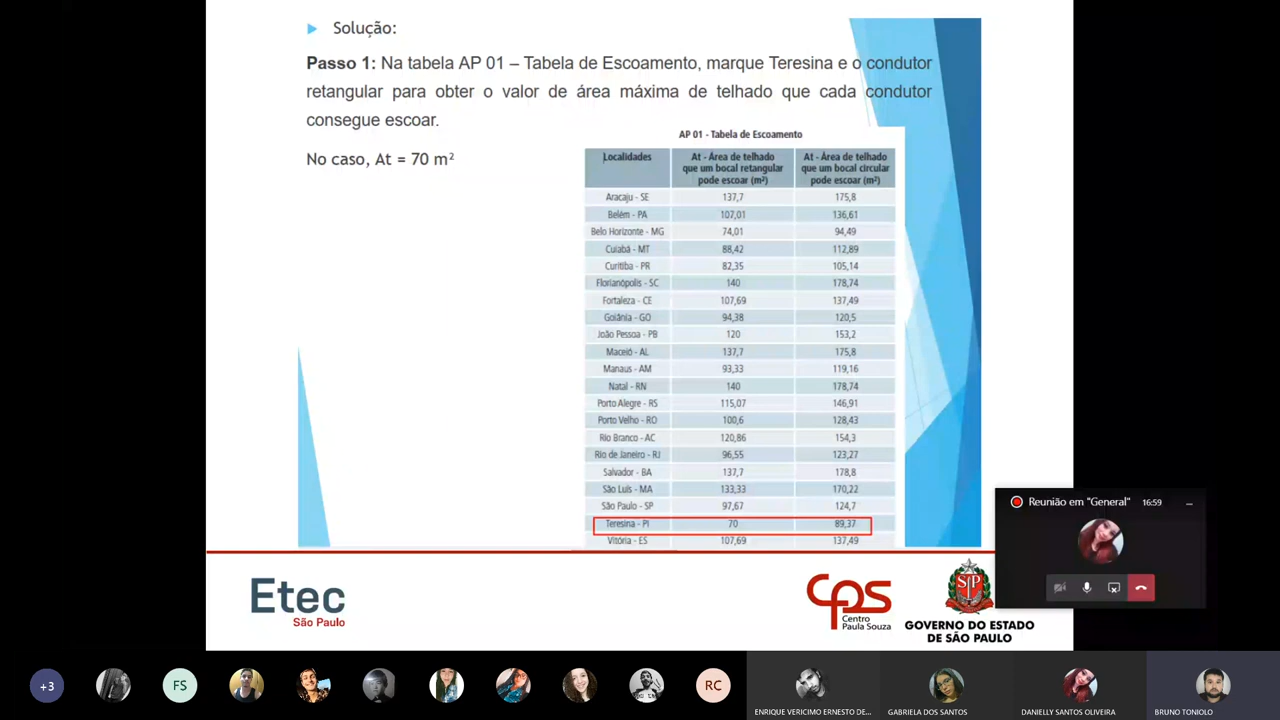 Solução:
Passo 1: Na tabela AP 01 – Tabela de Escoamento, marque Teresina e o condutor
retangular para obter o valor de área máxima de telhado que cada condutor
consegue escoar.
No caso, At = 70 m²
AP 01 - Tabela de Escoamento
Localidades At - Área de telhado que um bocal retangular pode escoar (m²) At - Área de telhado que um bocal circular pode escoar (m²)
Aracaju - SE 137,7 175,8
Belém - PA 107,01 136,61
Belo Horizonte - MG 74,01 94,49
Cuiabá - MT 88,42 112,89
Curitiba - PR 82,35 105,14
Florianópolis - SC 140 178,74
Fortaleza - CE 107,69 137,49
Goiânia - GO 94,38 120,5
João Pessoa - PB 120 153,2
Maceió - AL 137,7 175,8
Manaus - AM 93,33 119,16
Natal - RN 140 178,74
Porto Alegre - RS 115,07 146,91
Porto Velho - RO 100,6 128,43
Rio Branco - AC 120,86 154,3
Rio de Janeiro - RJ 96,55 123,27
Salvador - BA 137,7 178,8
São Luís - MA 133,33 170,22
São Paulo - SP 97,67 124,7
Teresina - PI 70 89,37
Vitória - ES 107,69 137,49
Reunião em "General" 16:59
Etec
São Paulo
CPS
Centro
Paula Souza
SP
GOVERNO DO ESTADO
DE SÃO PAULO
+3
FS
RC
ENRIQUE VERICIMO ERNESTO DE...
GABRIELA DOS SANTOS
DANIELLY SANTOS OLIVEIRA
BRUNO TONIOLO